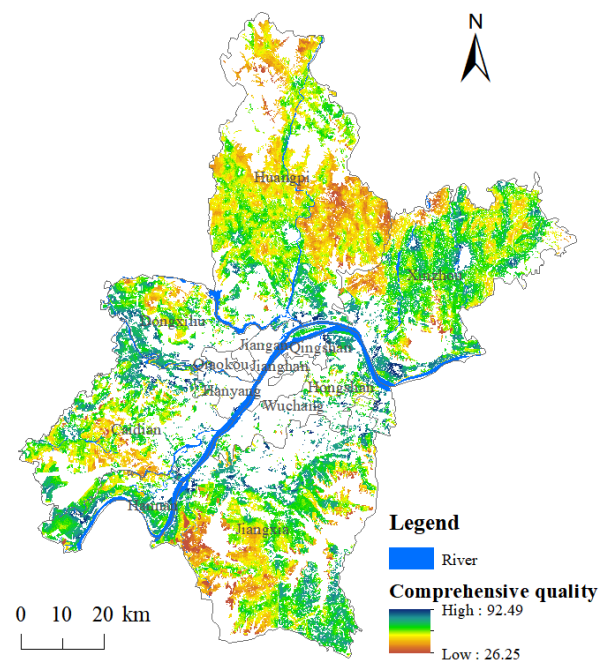 N
Huangpi
Xinzhou
Dongxihu
Jiangan
Qingshan
Qiaokou
Jianghan
Hanyang
Hongshan
Wuchang
Caidian
Hannan
Jiangxia
Legend
River
Comprehensive quality
High : 92.49
Low : 26.25
0 10 20 km